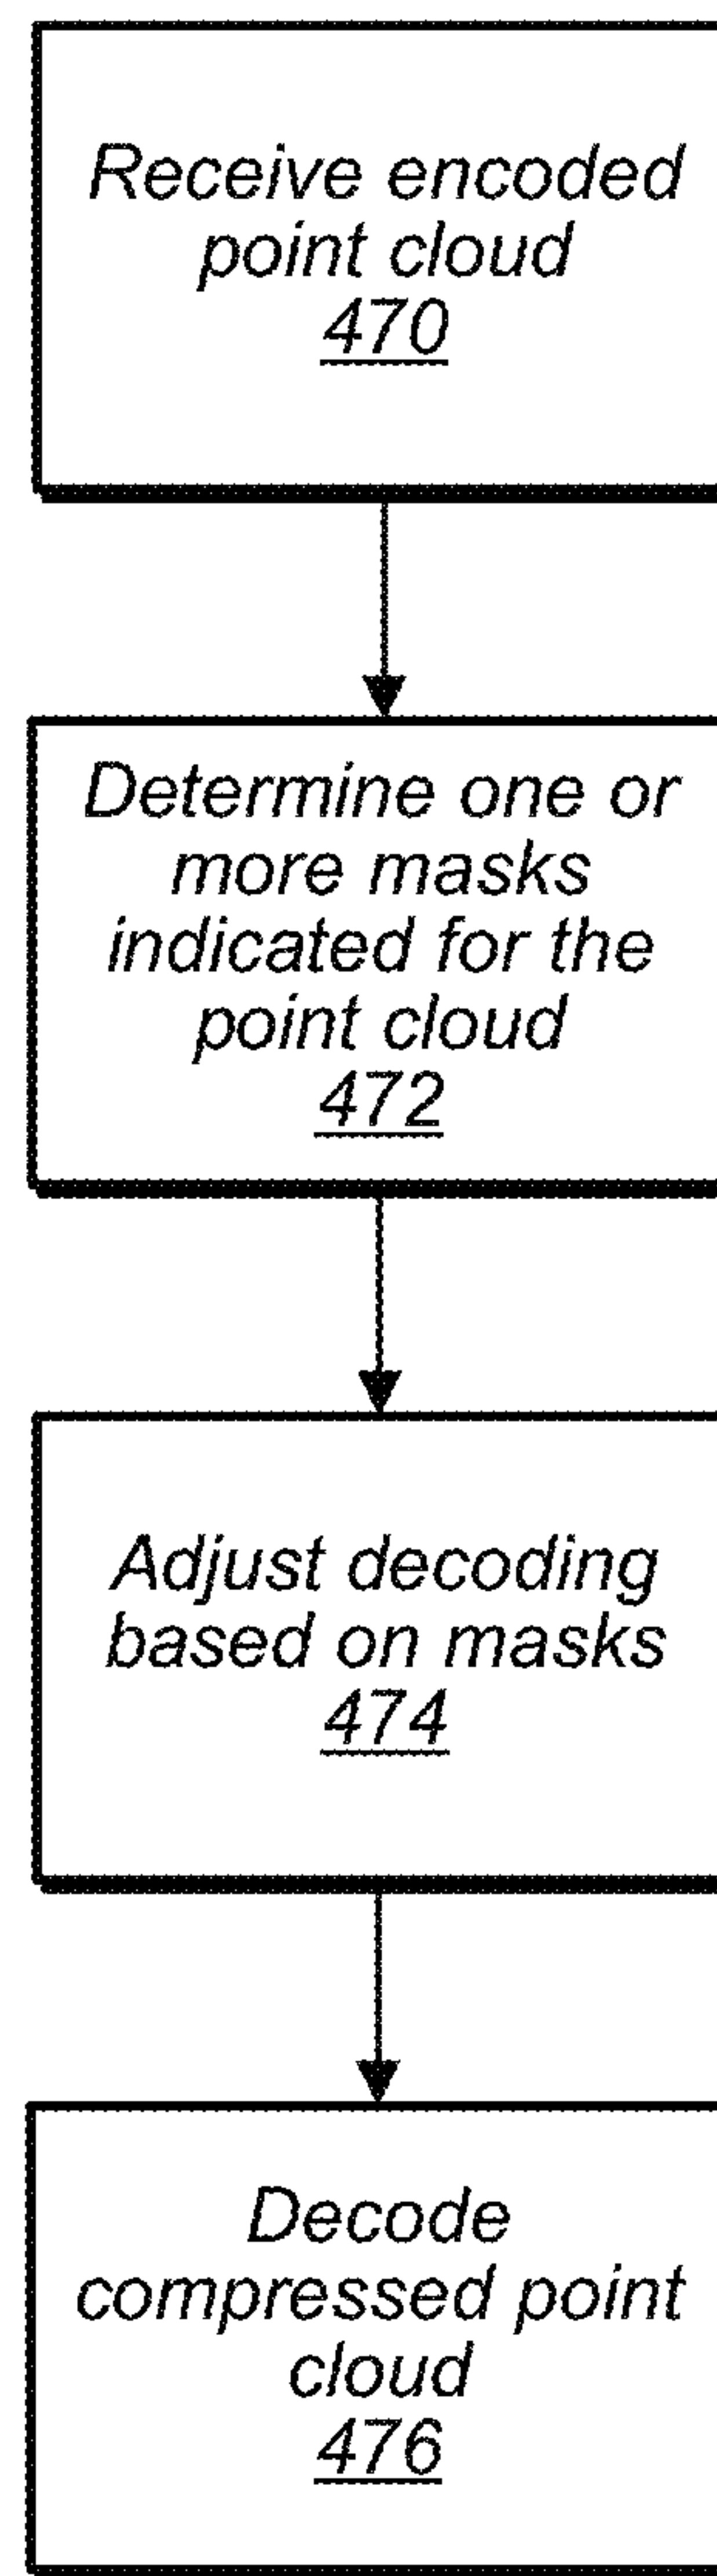 Receive encoded
point cloud
470
Determine one or
more masks
indicated for the
point cloud
472
Adjust decoding
based on masks
474
Decode
compressed point
cloud
476